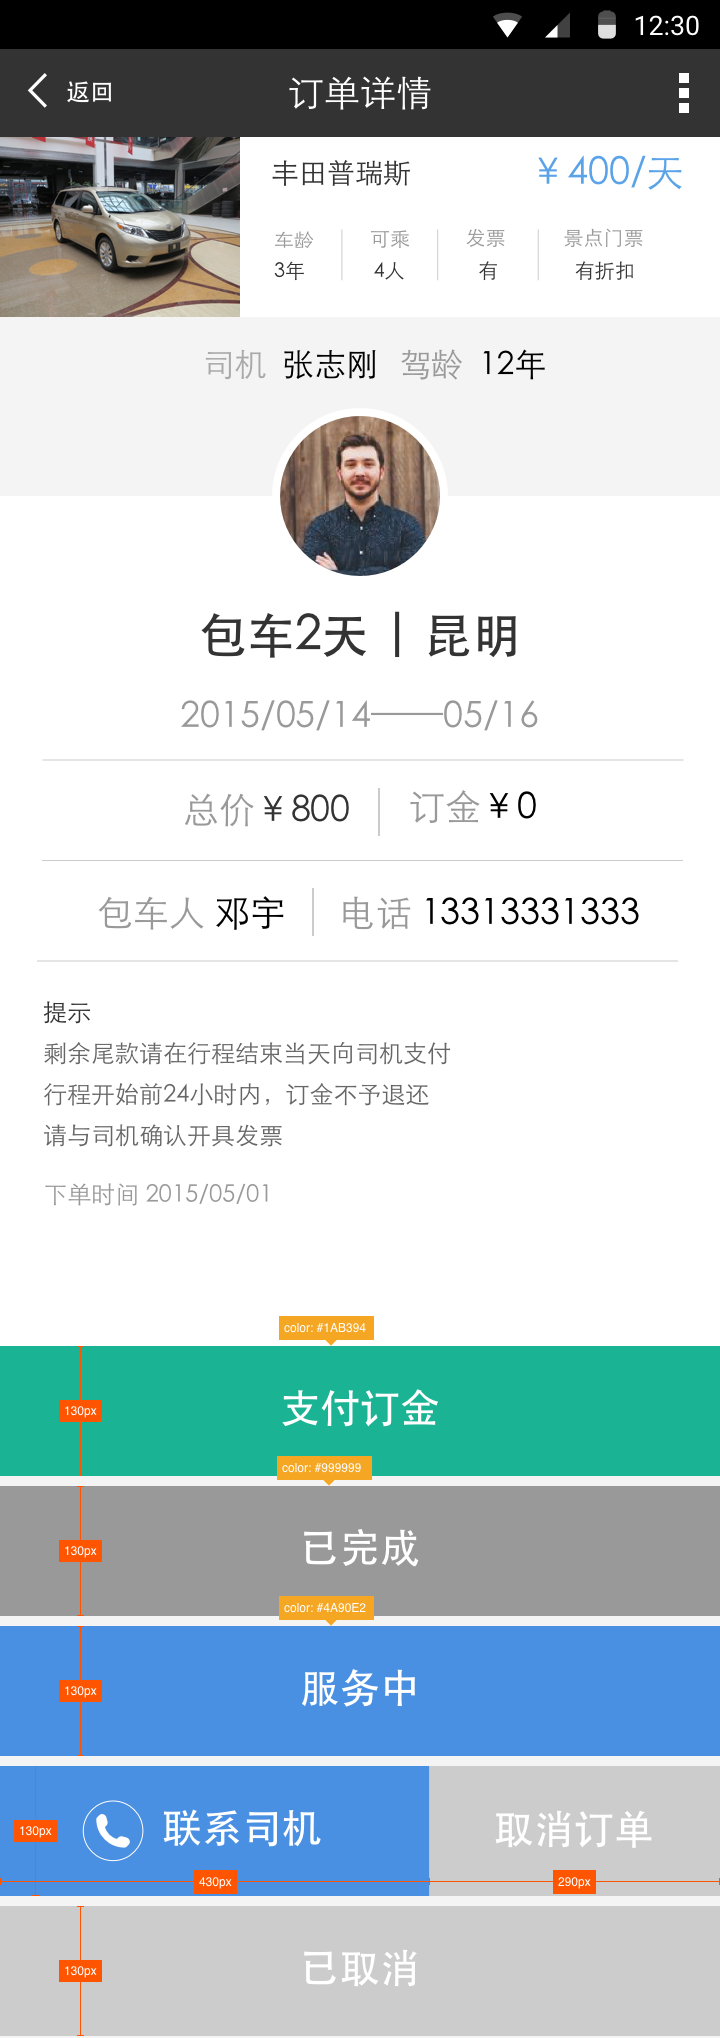 12:30
返回 订单详情
丰田普瑞斯 ¥ 400/天
车龄 可乘 发票 景点门票
3年 4人 有 有折扣
司机 张志刚 驾龄 12年
包车2天 | 昆明
2015/05/14——05/16
总价 ¥ 800 | 订金 ¥ 0
包车人 邓宇 | 电话 13313331333
提示
剩余尾款请在行程结束当天向司机支付
行程开始前24小时内，订金不予退还
请与司机确认开具发票
下单时间 2015/05/01
color: #1AB394
130px 支付订金
color: #999999
130px 已完成
color: #4A90E2
130px 服务中
130px 联系司机 取消订单
430px 290px
130px 已取消